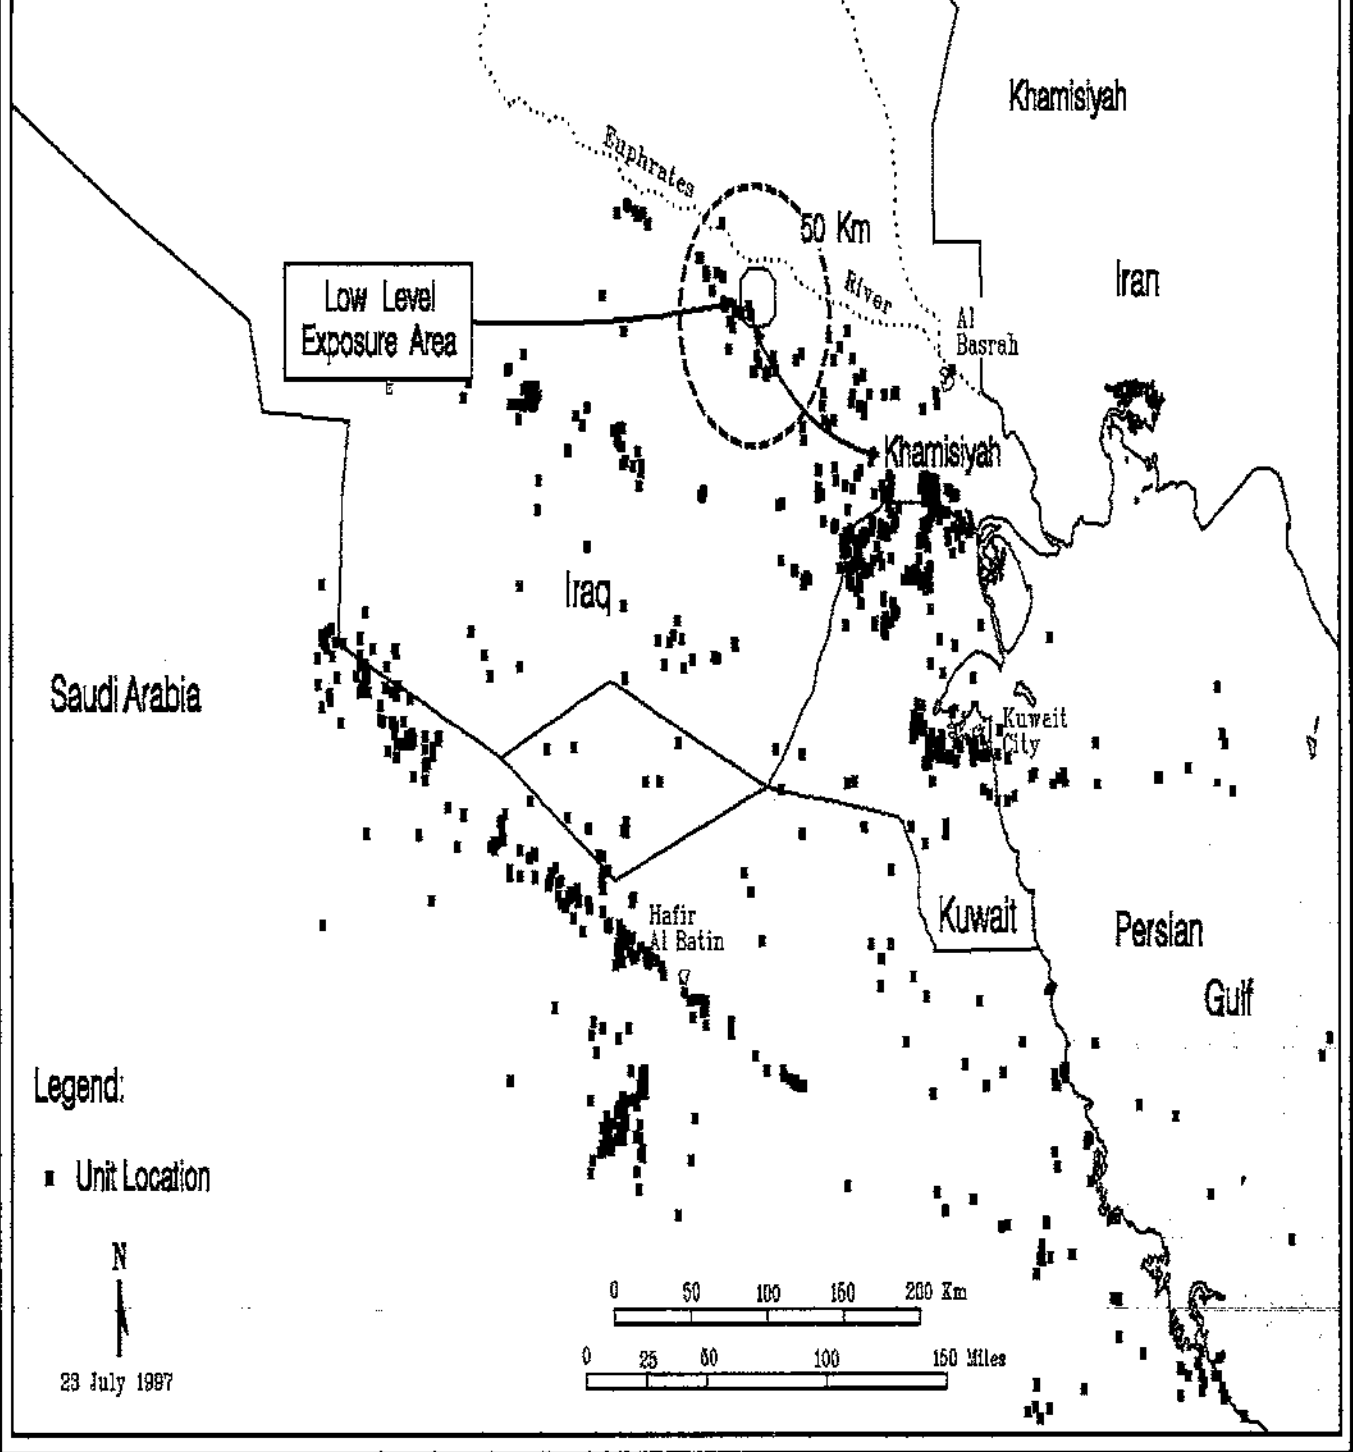 Khamisiyah
Euphrates
50 Km
River
Iran
Low Level
Exposure Area
Al
Basrah
Khamisiyah
Iraq
Saudi Arabia
Kuwait
City
Hafir
Al Batin
Kuwait
Persian
Gulf
Legend:
Unit Location
N
0 50 100 150 200 Km
0 25 50 100 150 Miles
23 July 1997